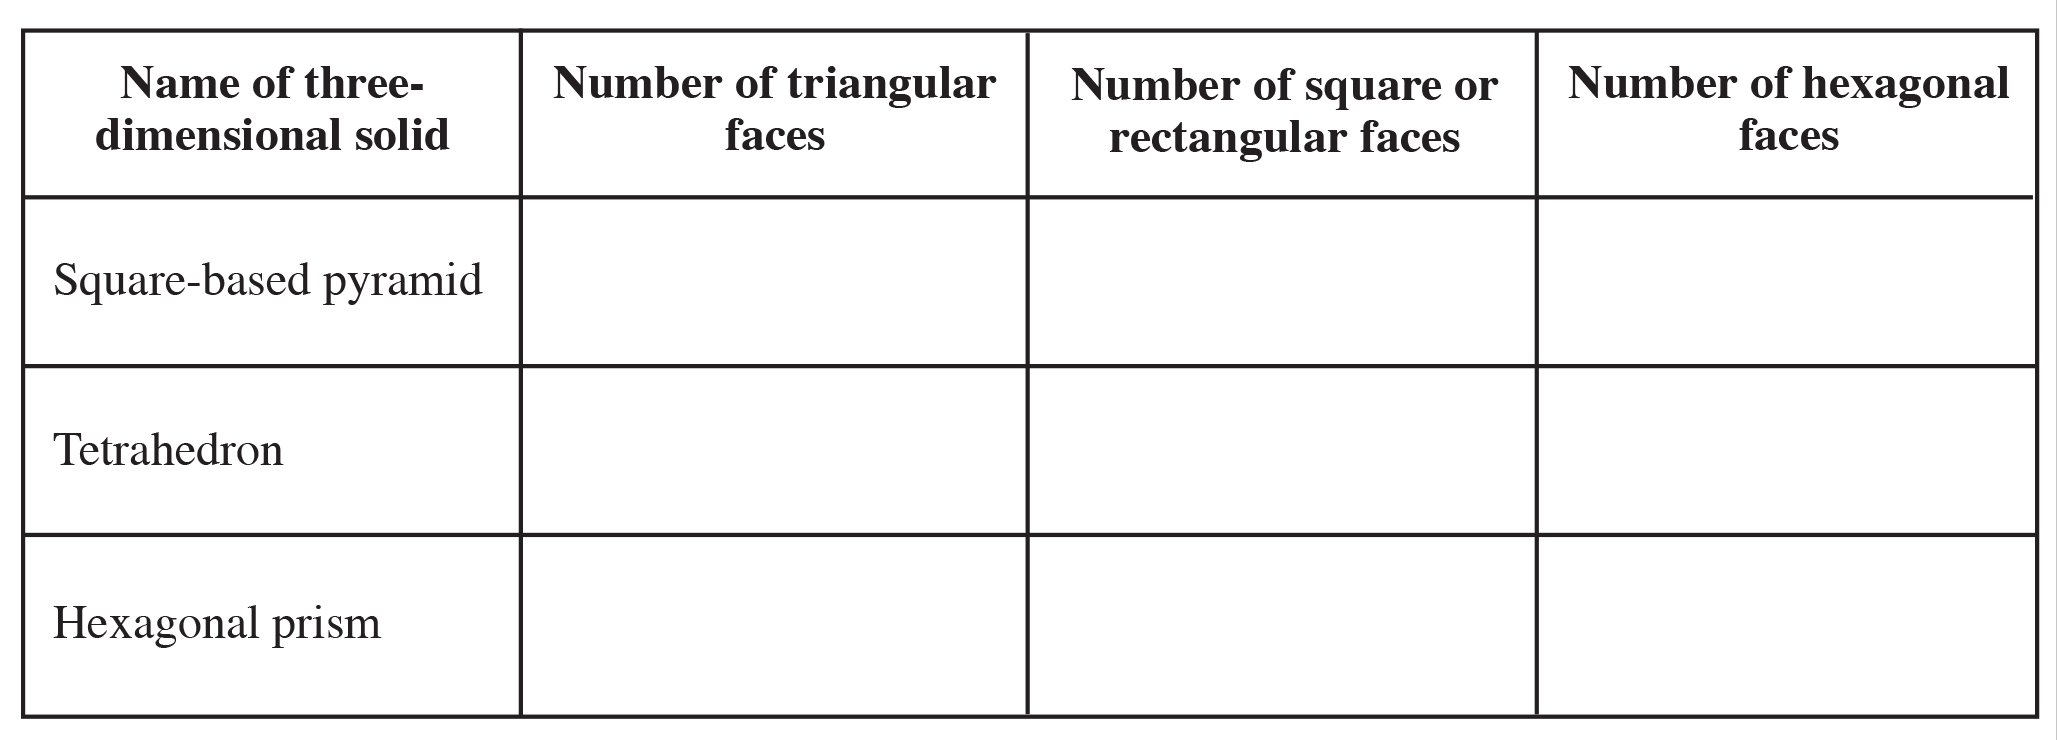 Name of three-
dimensional solid
Number of triangular
faces
Number of square or
rectangular faces
Number of hexagonal
faces
Square-based pyramid
Tetrahedron
Hexagonal prism